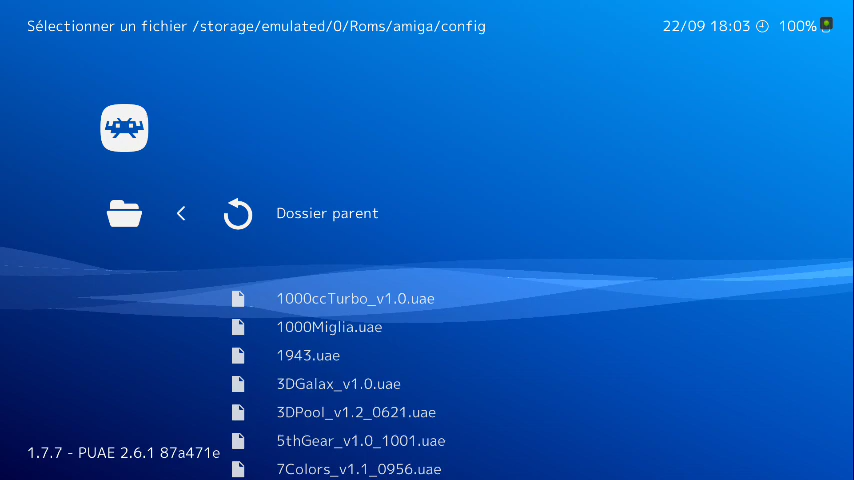 Sélectionner un fichier /storage/emulated/0/Roms/amiga/config
22/09 18:03 100%
Dossier parent
1000ccTurbo_v1.0.uae
1000Miglia.uae
1943.uae
3DGalax_v1.0.uae
3DPool_v1.2_0621.uae
5thGear_v1.0_1001.uae
7Colors_v1.1_0956.uae
1.7.7 - PUAE 2.6.1 87a471e